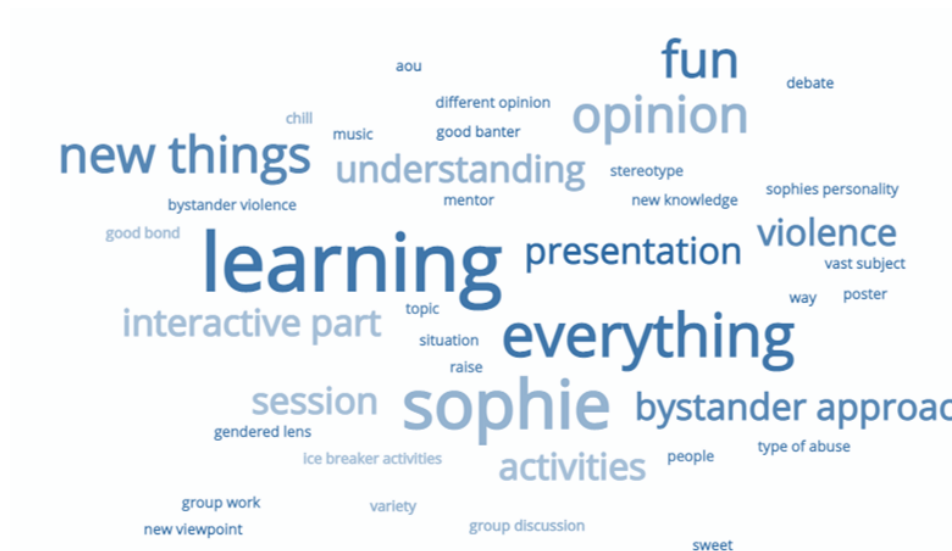 fun
aou
debate
different opinion
opinion
chill
music
good banter
new things
understanding
stereotype
bystander violence
mentor
new knowledge
sophies personality
good bond
learning
presentation
violence
vast subject
way
poster
interactive part
topic
situation
everything
raise
session
sophie
bystander approac
gendered lens
ice breaker activities
activities
people
type of abuse
group work
variety
new viewpoint
group discussion
sweet